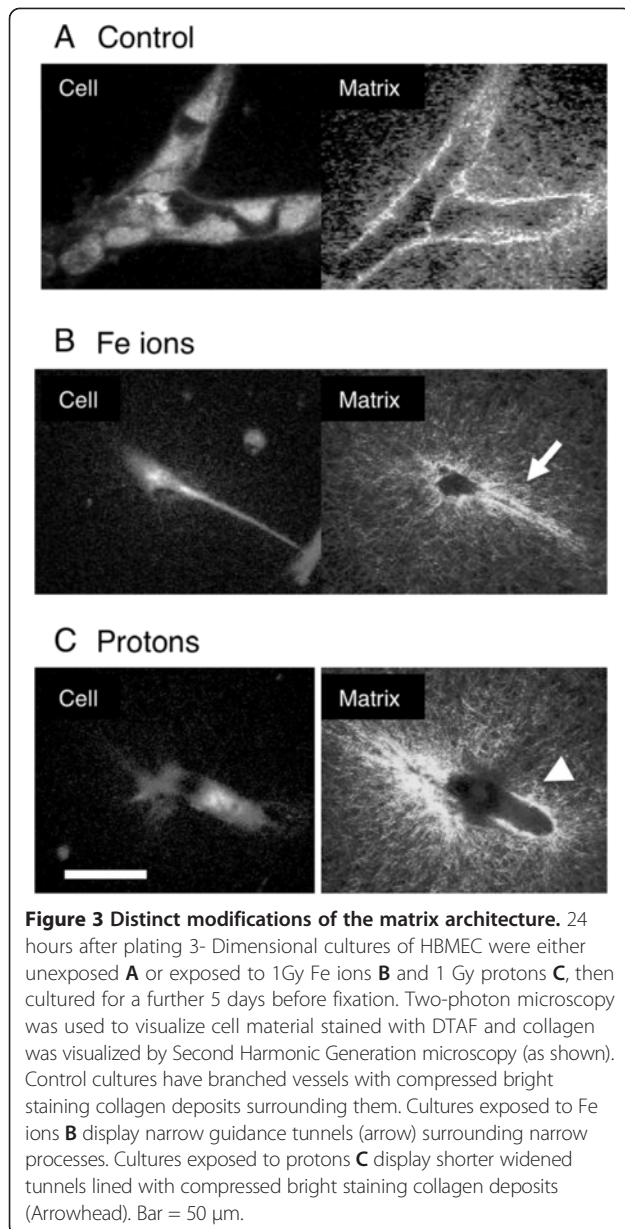 A Control
Cell
Matrix
B Fe ions
Cell
Matrix
C Protons
Cell
Matrix
Figure 3 Distinct modifications of the matrix architecture. 24
hours after plating 3- Dimensional cultures of HBMEC were either
unexposed A or exposed to 1Gy Fe ions B and 1 Gy protons C, then
cultured for a further 5 days before fixation. Two-photon microscopy
was used to visualize cell material stained with DTAF and collagen
was visualized by Second Harmonic Generation microscopy (as shown).
Control cultures have branched vessels with compressed bright
staining collagen deposits surrounding them. Cultures exposed to Fe
ions B display narrow guidance tunnels (arrow) surrounding narrow
processes. Cultures exposed to protons C display shorter widened
tunnels lined with compressed bright staining collagen deposits
(Arrowhead). Bar = 50 μm.